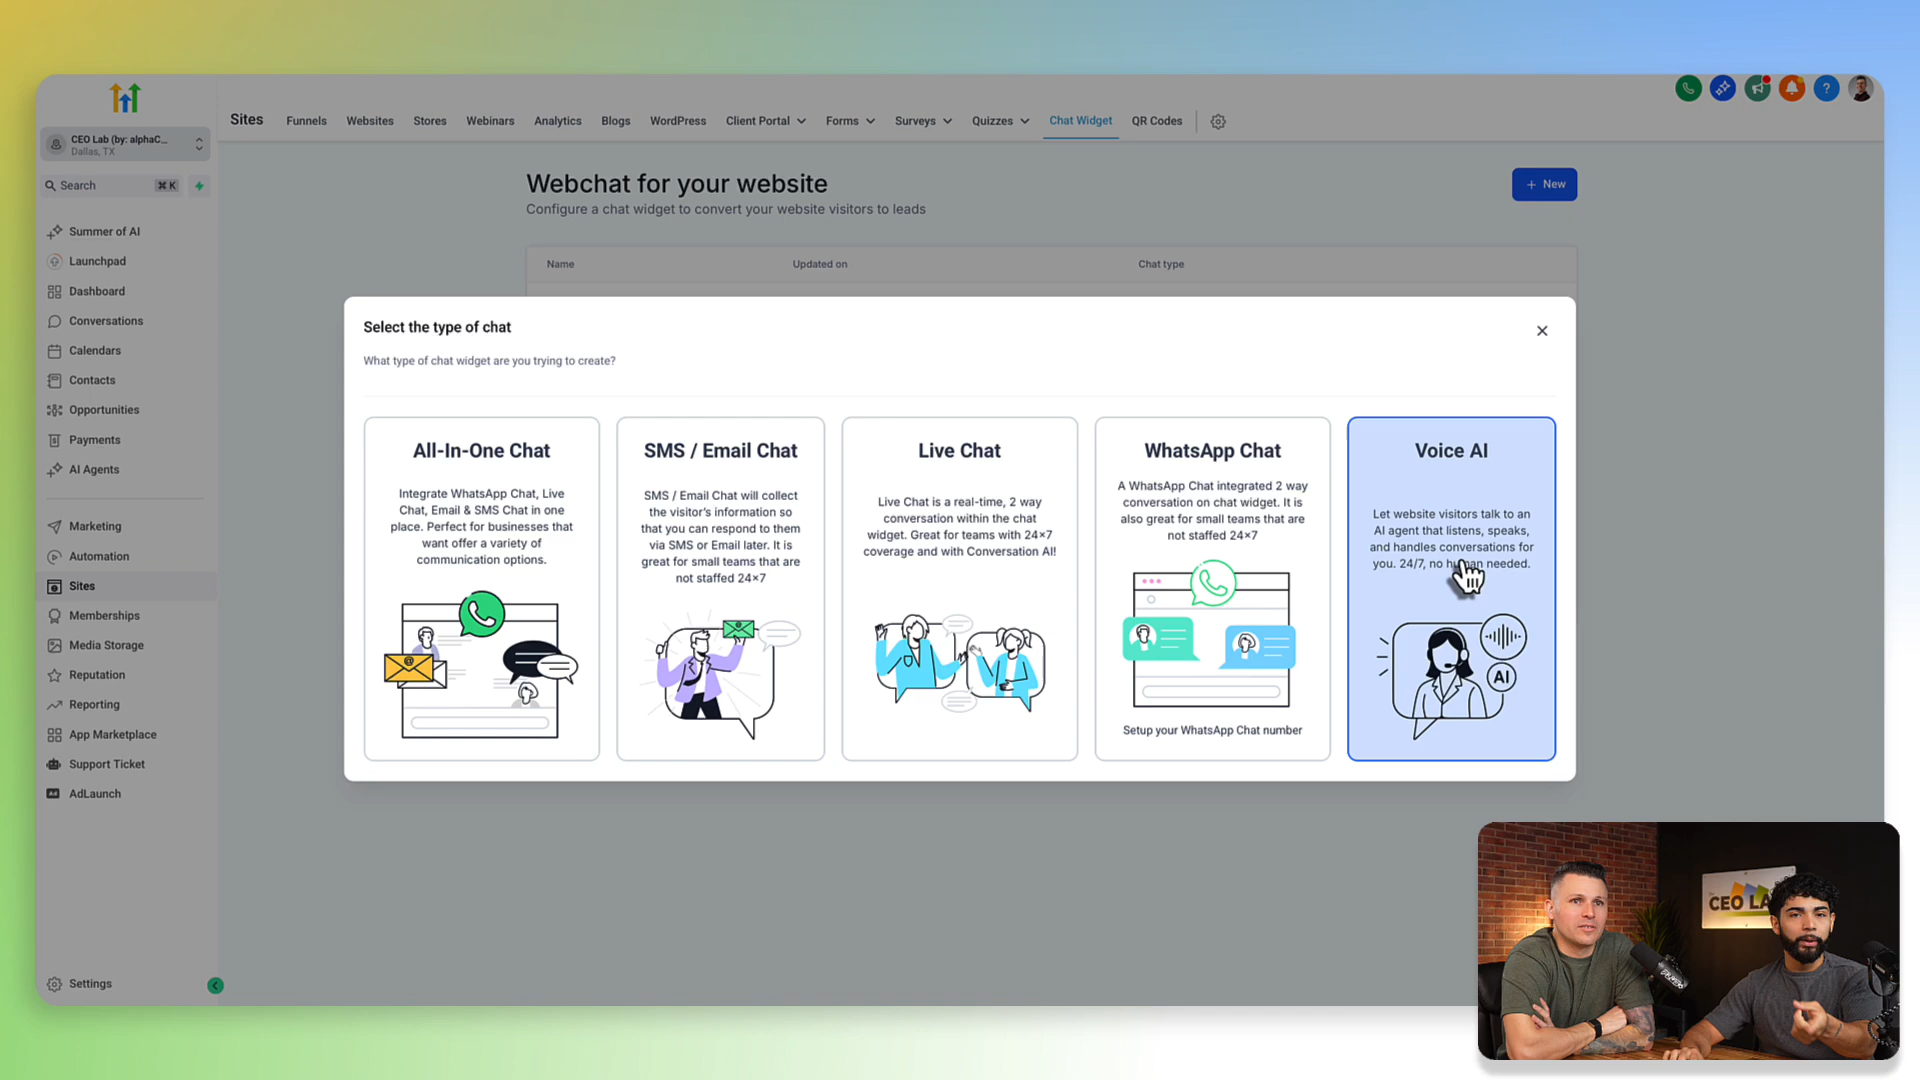 CEO Lab (by: alphaC...
Dallas, TX
Search
⌘ K
Summer of AI
Launchpad
Dashboard
Conversations
Calendars
Contacts
Opportunities
Payments
AI Agents
Marketing
Automation
Sites
Memberships
Media Storage
Reputation
Reporting
App Marketplace
Support Ticket
AdLaunch
Settings
Sites
Funnels
Websites
Stores
Webinars
Analytics
Blogs
WordPress
Client Portal
Forms
Surveys
Quizzes
Chat Widget
QR Codes
Webchat for your website
Configure a chat widget to convert your website visitors to leads
+ New
Name
Updated on
Chat type
Select the type of chat
What type of chat widget are you trying to create?
All-In-One Chat
Integrate WhatsApp Chat, Live
Chat, Email & SMS Chat in one
place. Perfect for businesses that
want offer a variety of
communication options.
SMS / Email Chat
SMS / Email Chat will collect
the visitor's information so
that you can respond to them
via SMS or Email later. It is
great for small teams that are
not staffed 24x7
Live Chat
Live Chat is a real-time, 2 way
conversation within the chat
widget. Great for teams with 24x7
coverage and with Conversation AI!
WhatsApp Chat
A WhatsApp Chat integrated 2 way
conversation on chat widget. It is
also great for small teams that are
not staffed 24x7
Setup your WhatsApp Chat number
Voice AI
Let website visitors talk to an
AI agent that listens, speaks,
and handles conversations for
you. 24/7, no human needed.
AI
CEO LA